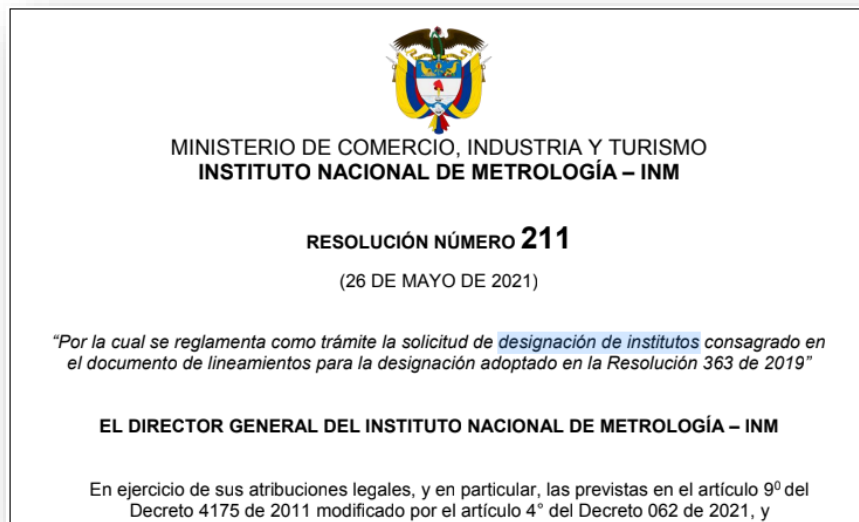 MINISTERIO DE COMERCIO, INDUSTRIA Y TURISMO
INSTITUTO NACIONAL DE METROLOGÍA – INM
RESOLUCIÓN NÚMERO 211
(26 DE MAYO DE 2021)
“Por la cual se reglamenta como trámite la solicitud de designación de institutos consagrado en
el documento de lineamientos para la designación adoptado en la Resolución 363 de 2019”
EL DIRECTOR GENERAL DEL INSTITUTO NACIONAL DE METROLOGÍA – INM
En ejercicio de sus atribuciones legales, y en particular, las previstas en el artículo 9⁰ del
Decreto 4175 de 2011 modificado por el artículo 4° del Decreto 062 de 2021, y